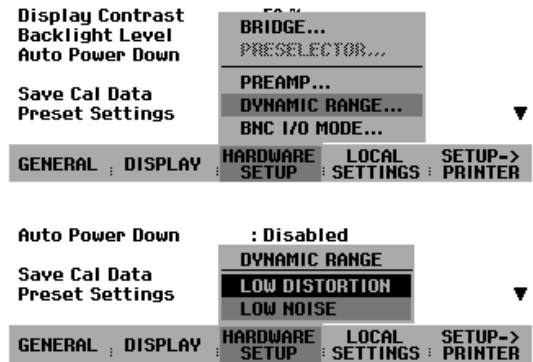 Display Contrast
Backlight Level
Auto Power Down
Save Cal Data
Preset Settings
BRIDGE...
PRESELECTOR...
PREAMP...
DYNAMIC RANGE...
BNC I/O MODE...
GENERAL DISPLAY HARDWARE SETUP LOCAL SETTINGS SETUP-> PRINTER
Auto Power Down : Disabled
Save Cal Data
Preset Settings
DYNAMIC RANGE
LOW DISTORTION
LOW NOISE
GENERAL DISPLAY HARDWARE SETUP LOCAL SETTINGS SETUP-> PRINTER